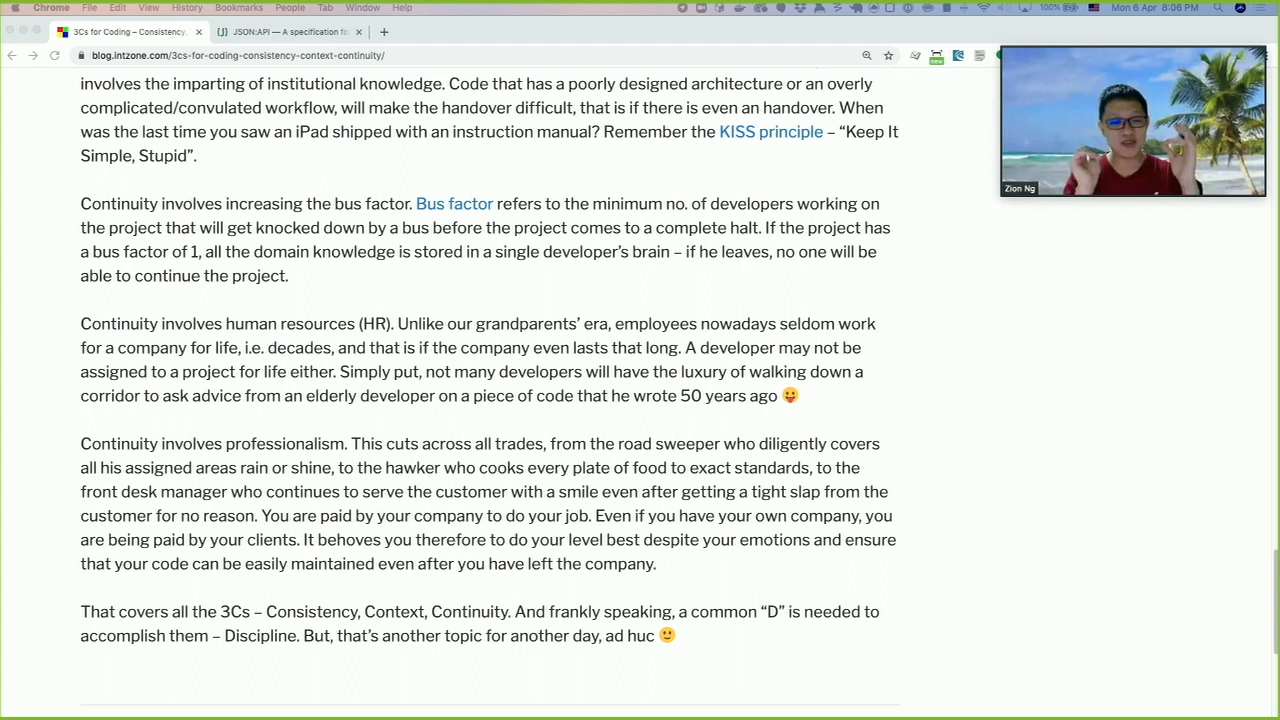 Chrome File Edit View History Bookmarks People Tab Window Help
100% Mon 6 Apr 8:06 PM
3Cs for Coding – Consistency,
JSON:API — A specification fo
blog.intzone.com/3cs-for-coding-consistency-context-continuity/
new
involves the imparting of institutional knowledge. Code that has a poorly designed architecture or an overly
complicated/convulated workflow, will make the handover difficult, that is if there is even an handover. When
was the last time you saw an iPad shipped with an instruction manual? Remember the KISS principle – “Keep It
Simple, Stupid”.
Zion Ng
Continuity involves increasing the bus factor. Bus factor refers to the minimum no. of developers working on
the project that will get knocked down by a bus before the project comes to a complete halt. If the project has
a bus factor of 1, all the domain knowledge is stored in a single developer’s brain – if he leaves, no one will be
able to continue the project.
Continuity involves human resources (HR). Unlike our grandparents’ era, employees nowadays seldom work
for a company for life, i.e. decades, and that is if the company even lasts that long. A developer may not be
assigned to a project for life either. Simply put, not many developers will have the luxury of walking down a
corridor to ask advice from an elderly developer on a piece of code that he wrote 50 years ago 😛
Continuity involves professionalism. This cuts across all trades, from the road sweeper who diligently covers
all his assigned areas rain or shine, to the hawker who cooks every plate of food to exact standards, to the
front desk manager who continues to serve the customer with a smile even after getting a tight slap from the
customer for no reason. You are paid by your company to do your job. Even if you have your own company, you
are being paid by your clients. It behoves you therefore to do your level best despite your emotions and ensure
that your code can be easily maintained even after you have left the company.
That covers all the 3Cs – Consistency, Context, Continuity. And frankly speaking, a common “D” is needed to
accomplish them – Discipline. But, that’s another topic for another day, ad huc 🙂